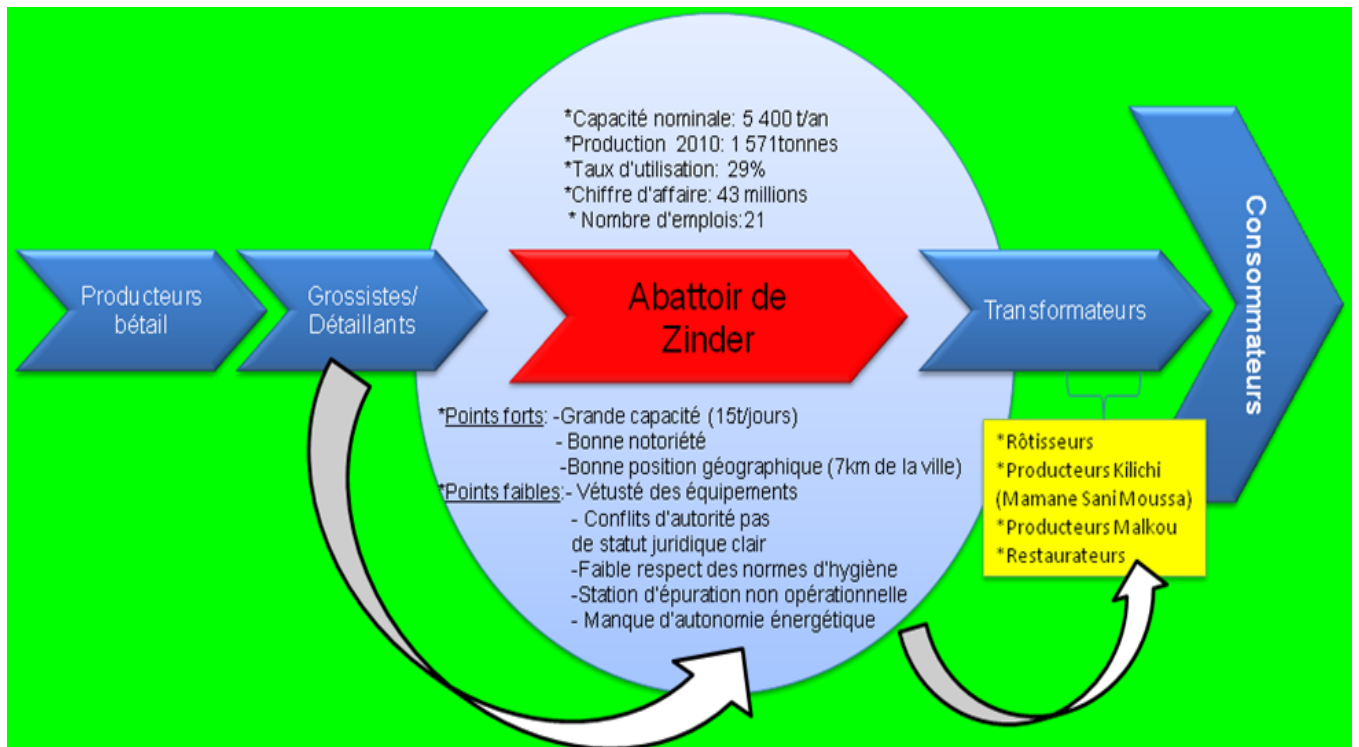 *Capacité nominale: 5 400 t/an
*Production 2010: 1 571tonnes
*Taux d'utilisation: 29%
*Chiffre d'affaire: 43 millions
* Nombre d'emplois:21
Producteurs
bétail
Grossistes/
Détaillants
Abattoir de
Zinder
Transformateurs
Consommateurs
*Points forts: -Grande capacité (15t/jours)
- Bonne notoriété
-Bonne position géographique (7km de la ville)
*Points faibles:- Vétusté des équipements
- Conflits d'autorité pas
de statut juridique clair
-Faible respect des normes d'hygiène
-Station d'épuration non opérationnelle
- Manque d'autonomie énergétique
*Rôtisseurs
*Producteurs Kilichi
(Mamane Sani Moussa)
*Producteurs Malkou
*Restaurateurs